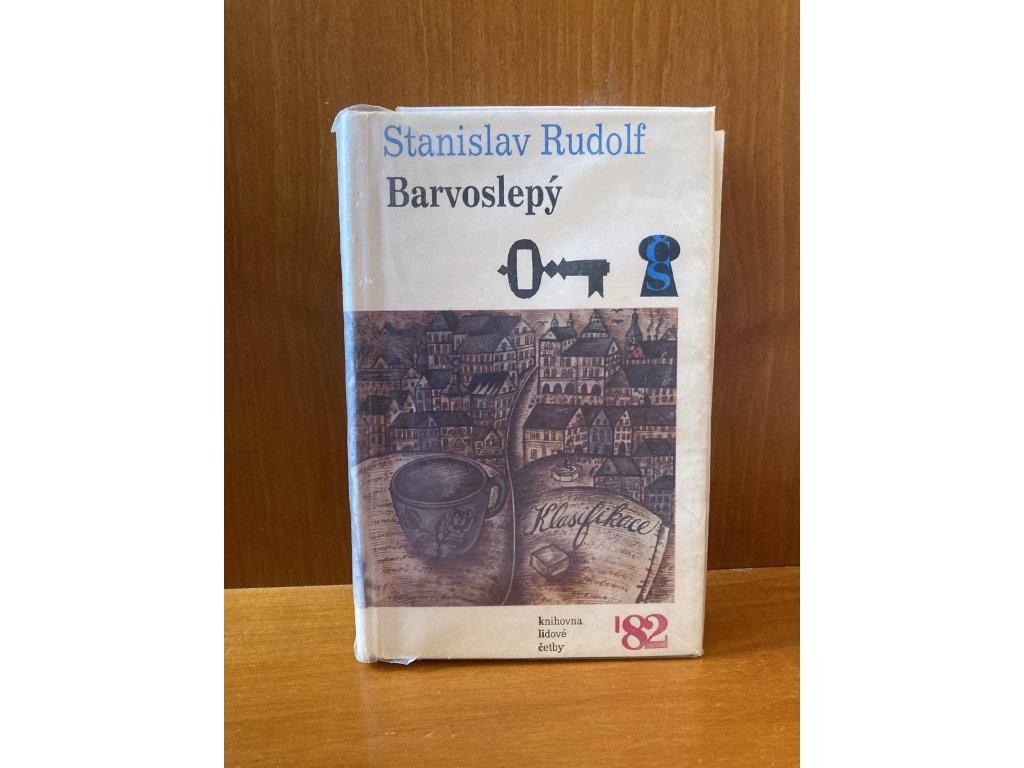 Stanislav Rudolf
Barvoslepý
ČS
Klasifikace
knihovna
lidové
četby
'82